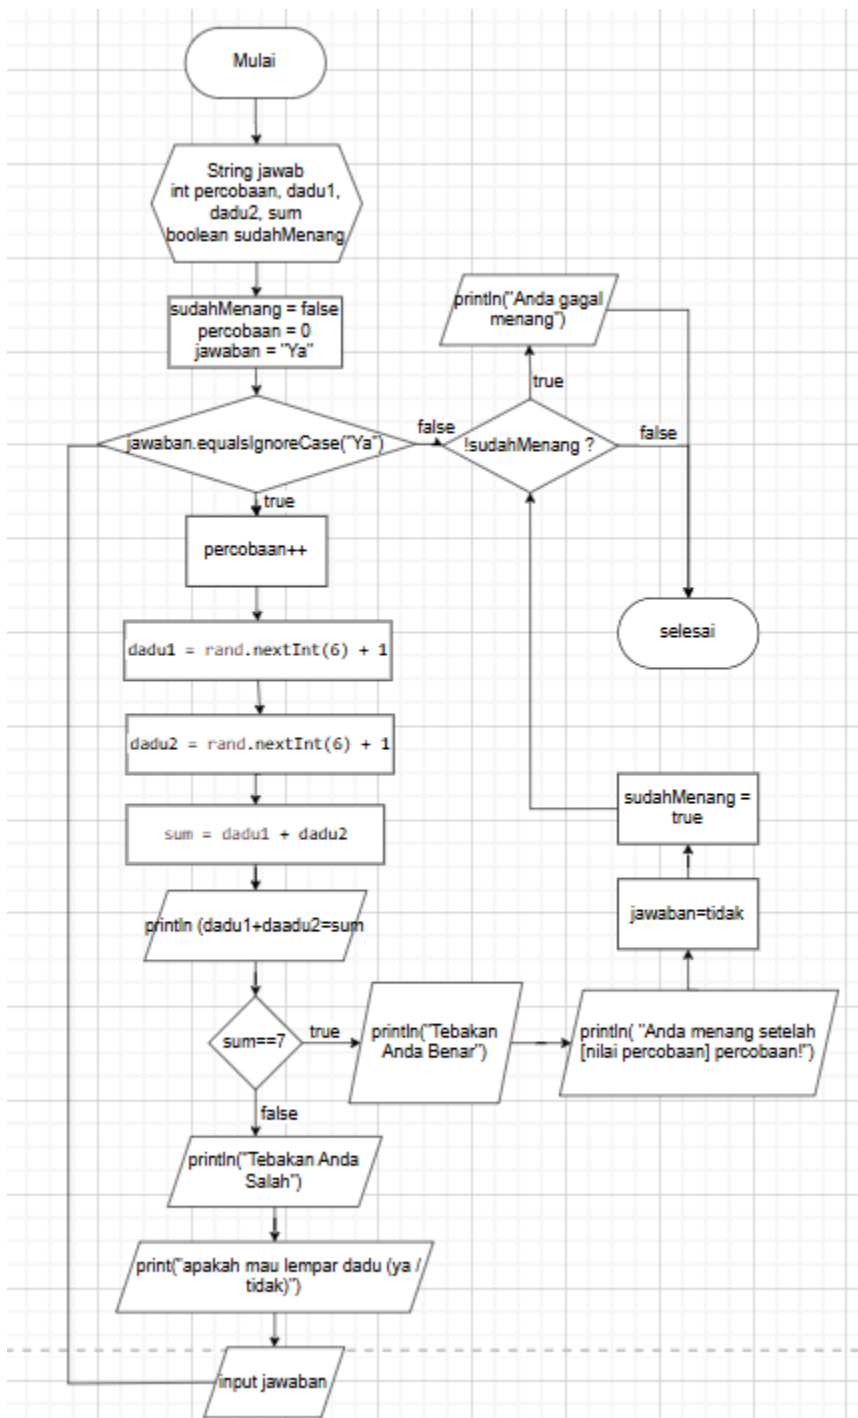 Mulai
String jawab
int percobaan, dadu1,
dadu2, sum
boolean sudahMenang
sudahMenang = false
percobaan = 0
jawaban = "Ya"
println("Anda gagal
menang")
true
jawaban.equalsIgnoreCase("Ya")
false
!sudahMenang ?
false
true
percobaan++
selesai
dadu1 = rand.nextInt(6) + 1
dadu2 = rand.nextInt(6) + 1
sum = dadu1 + dadu2
sudahMenang =
true
println (dadu1+daadu2=sum
jawaban=tidak
sum==7
true
println("Tebakan
Anda Benar")
println( "Anda menang setelah
[nilai percobaan] percobaan!")
false
println("Tebakan Anda
Salah")
print("apakah mau lempar dadu (ya /
tidak)")
input jawaban